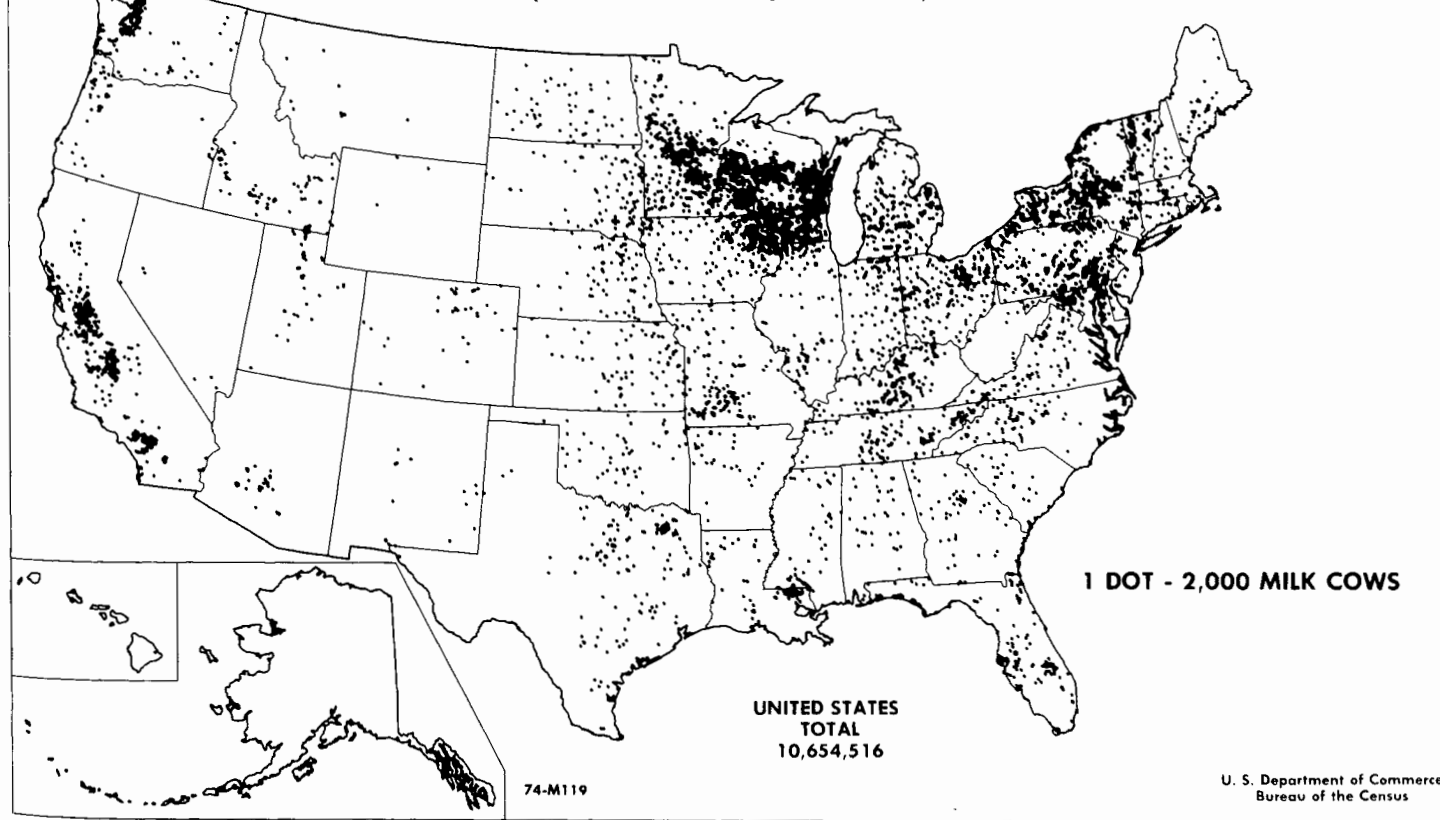 1 DOT - 2,000 MILK COWS
UNITED STATES
TOTAL
10,654,516
74-M119
U. S. Department of Commerce
Bureau of the Census